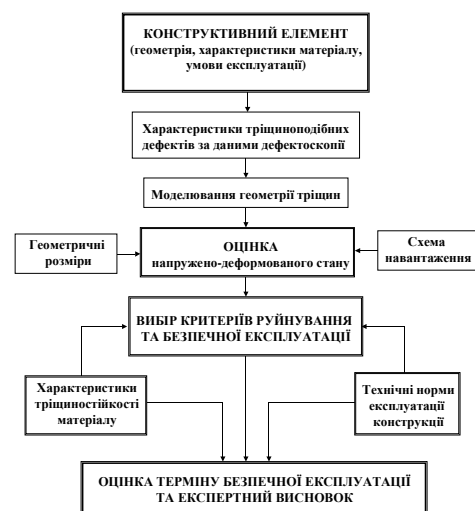 КОНСТРУКТИВНИЙ ЕЛЕМЕНТ
(геометрія, характеристики матеріалу,
умови експлуатації)
Характеристики тріщиноподібних
дефектів за даними дефектоскопії
Моделювання геометрії тріщин
Геометричні
розміри
ОЦІНКА
напружено-деформованого стану
Схема
навантаження
ВИБІР КРИТЕРІЇВ РУЙНУВАННЯ
ТА БЕЗПЕЧНОЇ ЕКСПЛУАТАЦІЇ
Характеристики
тріщиностійкості
матеріалу
Технічні норми
експлуатації
конструкції
ОЦІНКА ТЕРМІНУ БЕЗПЕЧНОЇ ЕКСПЛУАТАЦІЇ
ТА ЕКСПЕРТНИЙ ВИСНОВОК